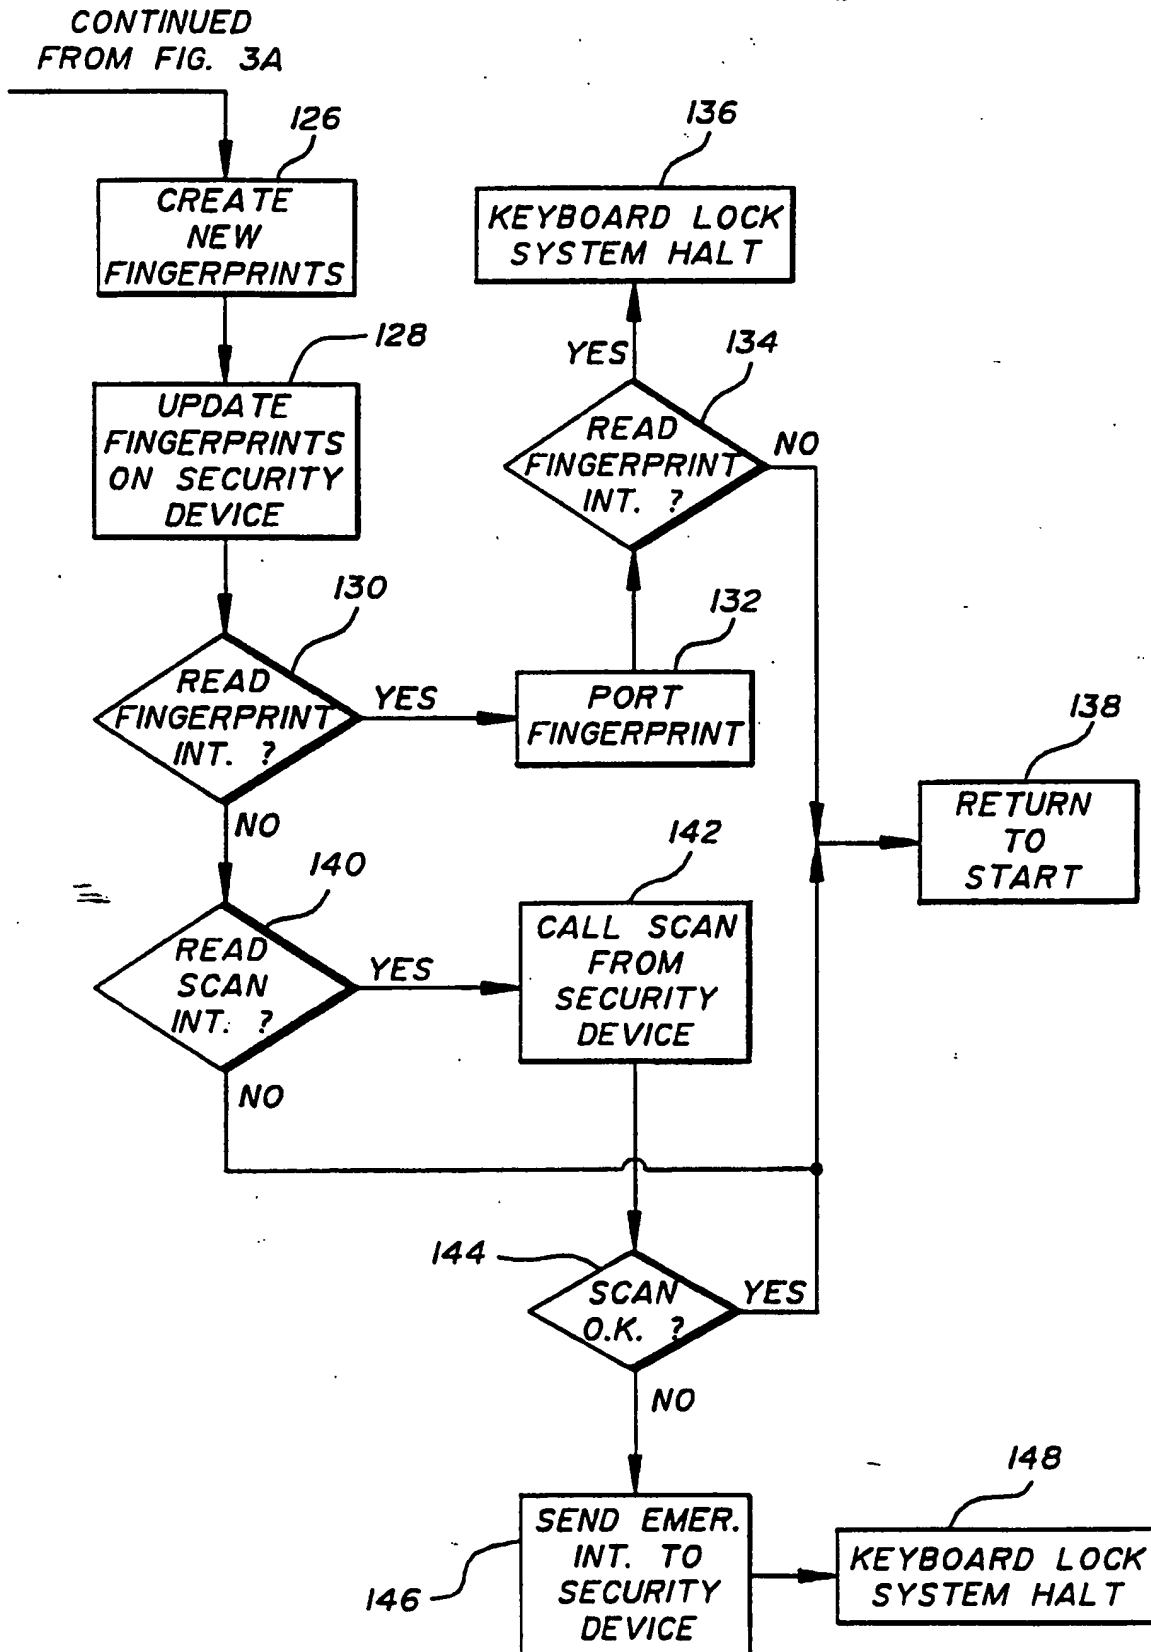 CONTINUED
FROM FIG. 3A
126
CREATE
NEW
FINGERPRINTS
128
UPDATE
FINGERPRINTS
ON SECURITY
DEVICE
130
READ
FINGERPRINT
INT. ?
YES
NO
132
PORT
FINGERPRINT
134
READ
FINGERPRINT
INT. ?
YES
NO
136
KEYBOARD LOCK
SYSTEM HALT
138
RETURN
TO
START
140
READ
SCAN
INT. ?
YES
NO
142
CALL SCAN
FROM
SECURITY
DEVICE
144
SCAN
O.K. ?
YES
NO
146
SEND EMER.
INT. TO
SECURITY
DEVICE
148
KEYBOARD LOCK
SYSTEM HALT